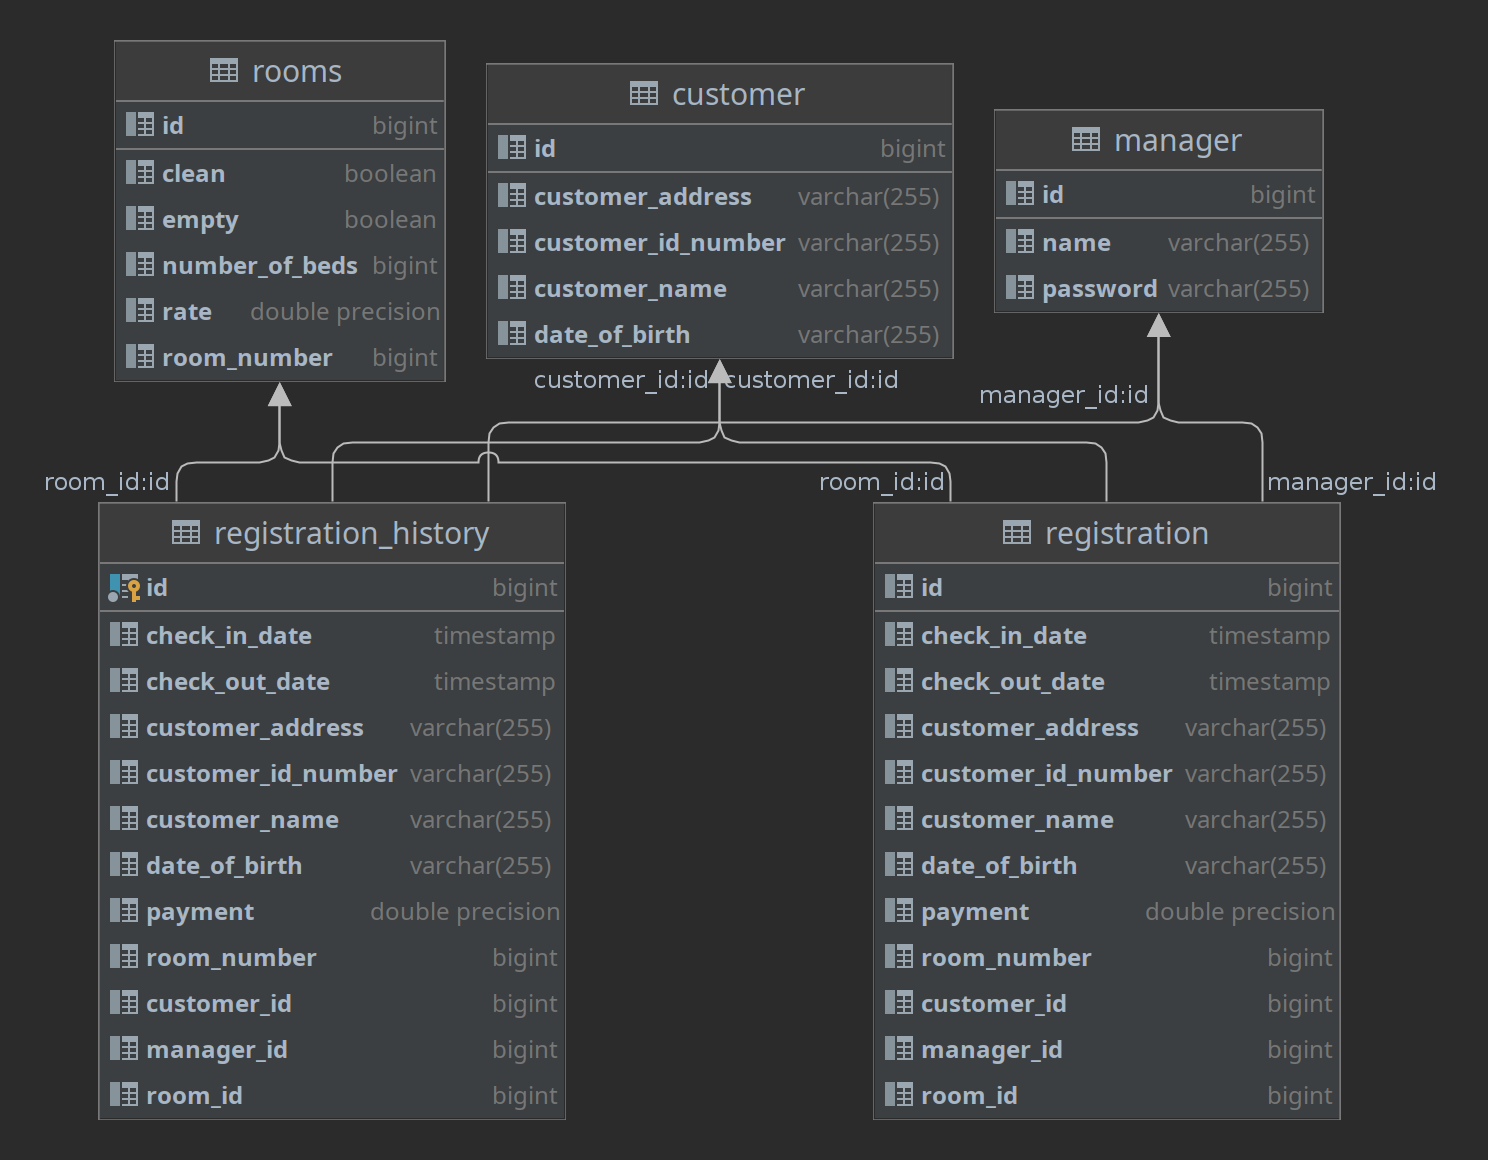 rooms
id bigint
clean boolean
empty boolean
number_of_beds bigint
rate double precision
room_number bigint
customer
id bigint
customer_address varchar(255)
customer_id_number varchar(255)
customer_name varchar(255)
date_of_birth varchar(255)
manager
id bigint
name varchar(255)
password varchar(255)
customer_id:id customer_id:id
manager_id:id
room_id:id
room_id:id
manager_id:id
registration_history
id bigint
check_in_date timestamp
check_out_date timestamp
customer_address varchar(255)
customer_id_number varchar(255)
customer_name varchar(255)
date_of_birth varchar(255)
payment double precision
room_number bigint
customer_id bigint
manager_id bigint
room_id bigint
registration
id bigint
check_in_date timestamp
check_out_date timestamp
customer_address varchar(255)
customer_id_number varchar(255)
customer_name varchar(255)
date_of_birth varchar(255)
payment double precision
room_number bigint
customer_id bigint
manager_id bigint
room_id bigint